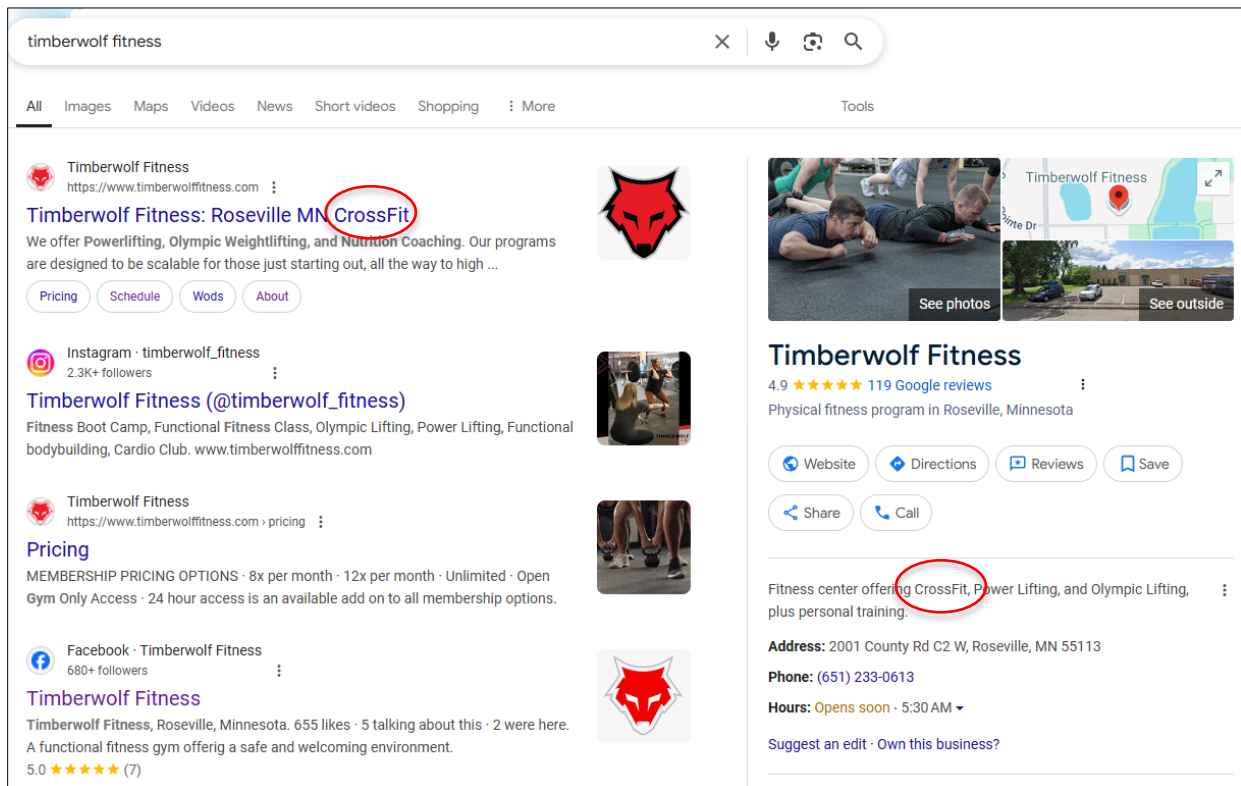 timberwolf fitness
All Images Maps Videos News Short videos Shopping More Tools
Timberwolf Fitness
https://www.timberwolffitness.com
Timberwolf Fitness: Roseville MN CrossFit
We offer Powerlifting, Olympic Weightlifting, and Nutrition Coaching. Our programs
are designed to be scalable for those just starting out, all the way to high ...
Pricing Schedule Wods About
Instagram · timberwolf_fitness
2.3K+ followers
Timberwolf Fitness (@timberwolf_fitness)
Fitness Boot Camp, Functional Fitness Class, Olympic Lifting, Power Lifting, Functional
bodybuilding, Cardio Club. www.timberwolffitness.com
Timberwolf Fitness
https://www.timberwolffitness.com › pricing
Pricing
MEMBERSHIP PRICING OPTIONS · 8x per month · 12x per month · Unlimited · Open
Gym Only Access · 24 hour access is an available add on to all membership options.
Facebook · Timberwolf Fitness
680+ followers
Timberwolf Fitness
Timberwolf Fitness, Roseville, Minnesota. 655 likes · 5 talking about this · 2 were here.
A functional fitness gym offerig a safe and welcoming environment.
5.0 ★★★★★ (7)
Timberwolf Fitness
ointe Dr
See photos
See outside
Timberwolf Fitness
4.9 ★★★★★ 119 Google reviews
Physical fitness program in Roseville, Minnesota
Website Directions Reviews Save
Share Call
Fitness center offering CrossFit, Power Lifting, and Olympic Lifting,
plus personal training.
Address: 2001 County Rd C2 W, Roseville, MN 55113
Phone: (651) 233-0613
Hours: Opens soon · 5:30 AM
Suggest an edit · Own this business?